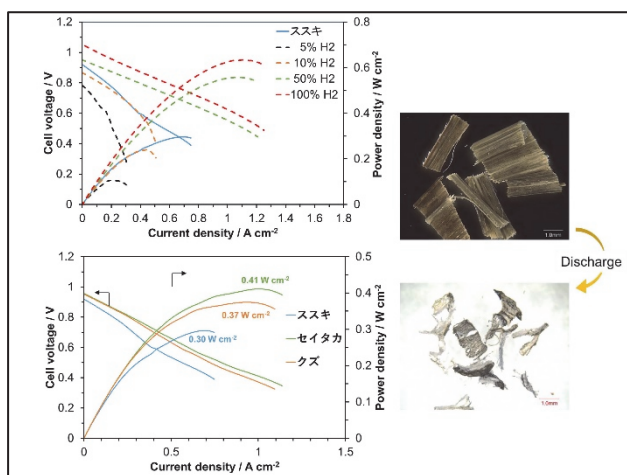 1.2
1
0.8
0.6
0.4
0.2
0
Cell voltage / V
0.8
0.6
0.4
0.2
0
Power density / W cm⁻²
0 0.2 0.4 0.6 0.8 1 1.2 1.4 1.6 1.8
Current density / A cm⁻²
ススキ
5% H2
10% H2
50% H2
100% H2
1.0mm
Discharge
1.2
1
0.8
0.6
0.4
0.2
0
Cell voltage / V
0.5
0.4
0.3
0.2
0.1
0
Power density / W cm⁻²
0 0.5 1 1.5
Current density / A cm⁻²
0.41 W cm⁻²
0.37 W cm⁻²
0.30 W cm⁻²
ススキ
セイタカ
クズ
1.0mm